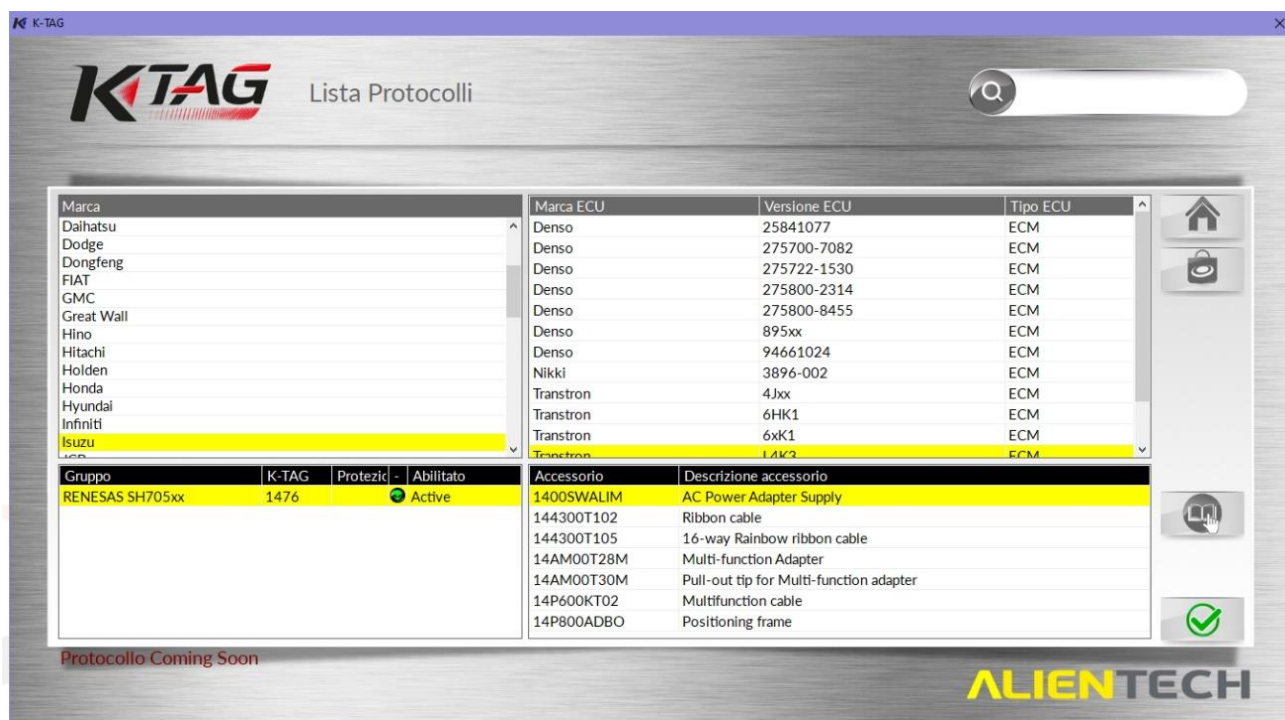 K-TAG
KTAG
Lista Protocolli
Marca
Daihatsu
Dodge
Dongfeng
FIAT
GMC
Great Wall
Hino
Hitachi
Holden
Honda
Hyundai
Infiniti
Isuzu
Marca ECU Versione ECU Tipo ECU
Denso 25841077 ECM
Denso 275700-7082 ECM
Denso 275722-1530 ECM
Denso 275800-2314 ECM
Denso 275800-8455 ECM
Denso 895xx ECM
Denso 94661024 ECM
Nikki 3896-002 ECM
Transtron 4Jxx ECM
Transtron 6HK1 ECM
Transtron 6xK1 ECM
Transtron ECM
Gruppo K-TAG Protezic - Abilitato
RENESAS SH705xx 1476 Active
Accessorio Descrizione accessorio
1400SWALIM AC Power Adapter Supply
144300T102 Ribbon cable
144300T105 16-way Rainbow ribbon cable
14AM00T28M Multi-function Adapter
14AM00T30M Pull-out tip for Multi-function adapter
14P600KT02 Multifunction cable
14P800ADBO Positioning frame
Protocollo Coming Soon
ALIENTECH